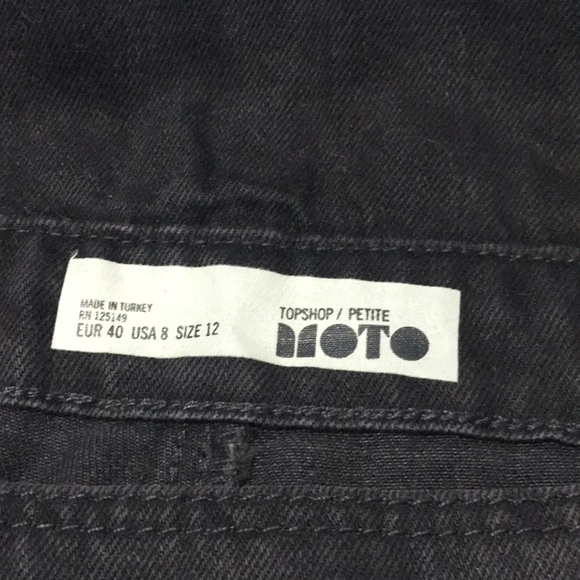 MADE IN TURKEY
RN 125149
EUR 40 USA 8 SIZE 12
TOPSHOP / PETITE
MOTO